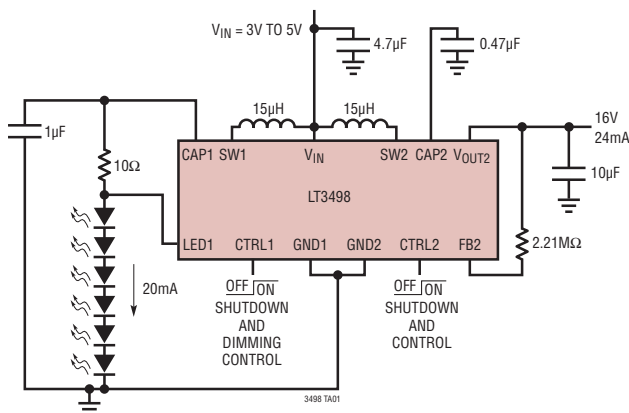 V_IN = 3V TO 5V
4.7µF
0.47µF
15µH
15µH
16V
24mA
1µF
CAP1 SW1 V_IN SW2 CAP2 V_OUT2
10Ω
10µF
LT3498
LED1 CTRL1 GND1 GND2 CTRL2 FB2
2.21MΩ
20mA
OFF ON
SHUTDOWN
AND
DIMMING
CONTROL
OFF ON
SHUTDOWN
AND
CONTROL
3498 TA01